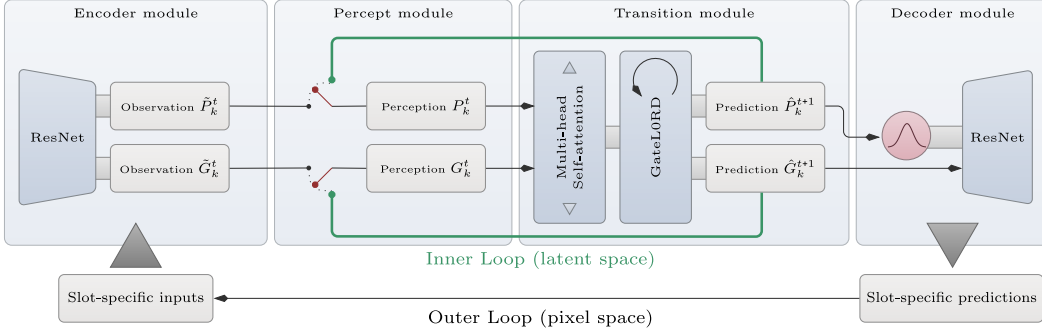 Encoder module
Percept module
Transition module
Decoder module
ResNet
Observation P̃ₖᵗ
Observation G̃ₖᵗ
Perception Pₖᵗ
Perception Gₖᵗ
Multi-head
Self-attention
GateL0RD
Prediction P̂ₖᵗ⁺¹
Prediction Ĝₖᵗ⁺¹
ResNet
Inner Loop (latent space)
Slot-specific inputs
Slot-specific predictions
Outer Loop (pixel space)